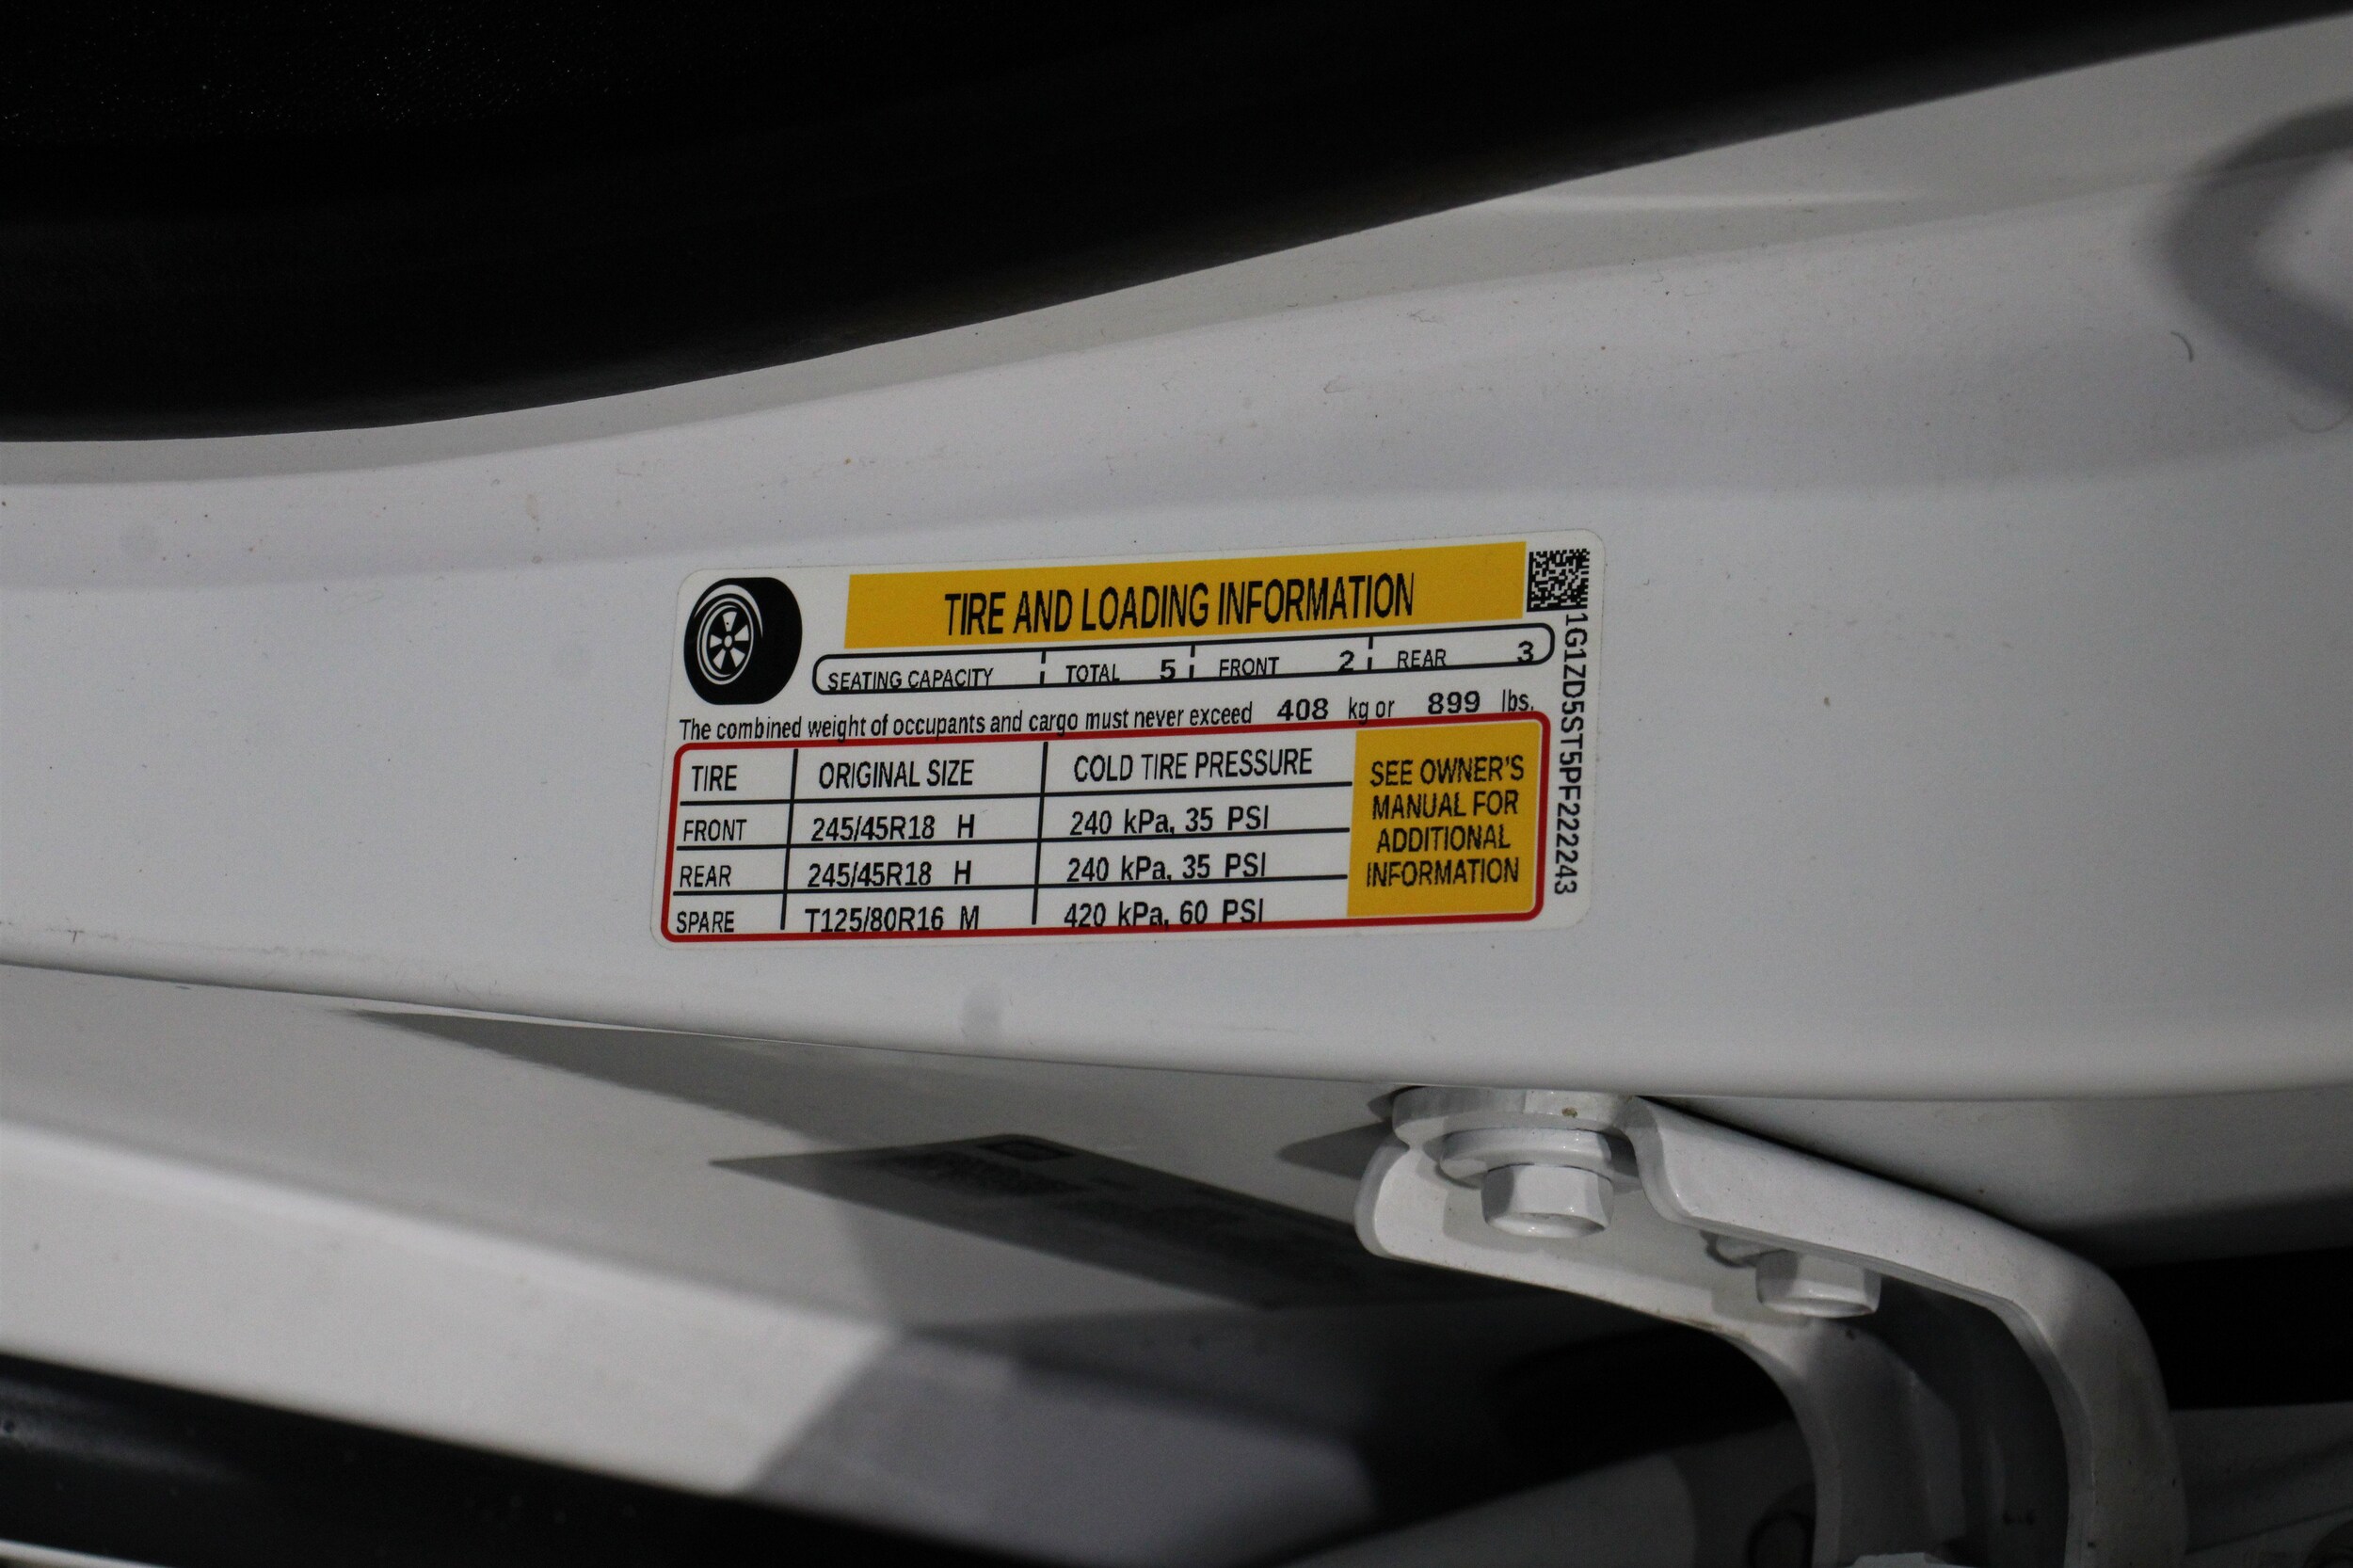 TIRE AND LOADING INFORMATION
SEATING CAPACITY TOTAL 5 FRONT 2 REAR 3
The combined weight of occupants and cargo must never exceed 408 kg or 899 lbs.
TIRE ORIGINAL SIZE COLD TIRE PRESSURE
FRONT 245/45R18 H 240 kPa, 35 PSI
REAR 245/45R18 H 240 kPa, 35 PSI
SPARE T125/80R16 M 420 kPa, 60 PSI
SEE OWNER'S
MANUAL FOR
ADDITIONAL
INFORMATION
1G1ZD5ST5PF222243